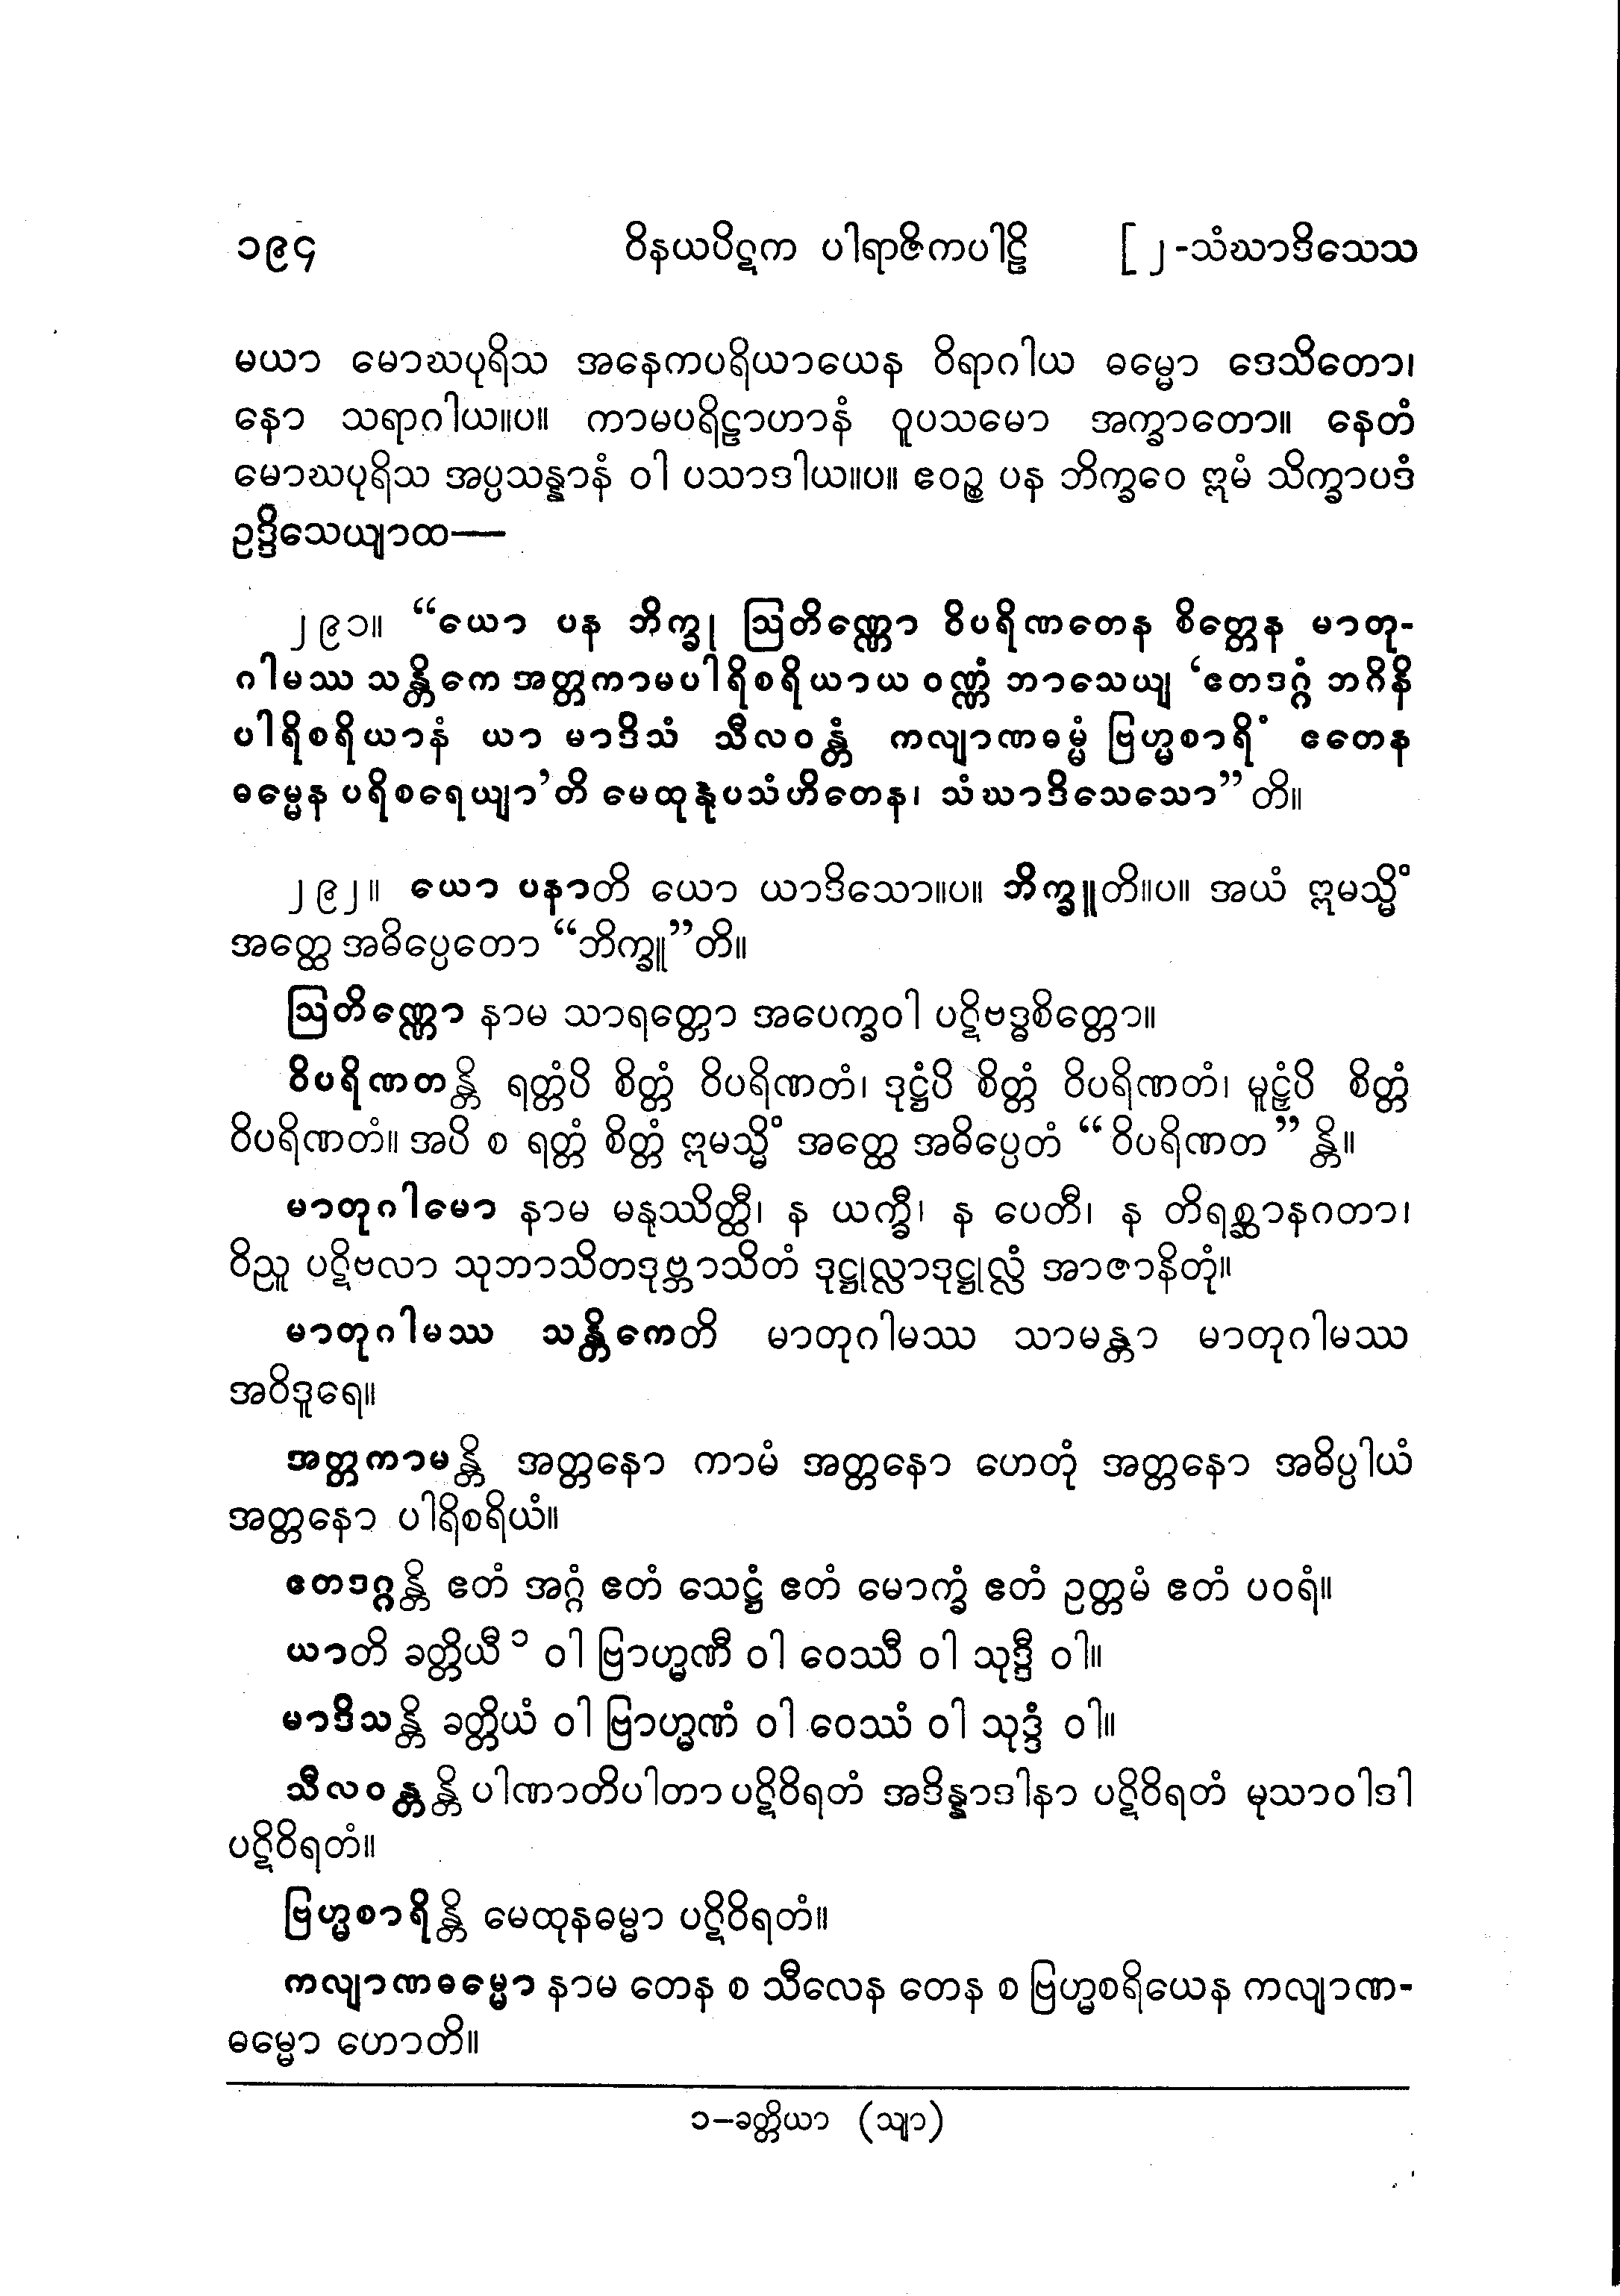 ၁၉၄ ဝိနယပိဋက ပါရာဇိကပါဠိ [၂-သံဃာဒိသေသ
မယာ မောဃပုရိသ အနေကပရိယာယေန ဝိရာဂါယ ဓမ္မော ဒေသိတော၊
နော သရာဂါယ။ပ။ ကာမပရိဠာဟာနံ ဝူပသမော အက္ခာတော။ နေတံ
မောဃပုရိသ အပ္ပသန္နာနံ ဝါ ပသာဒါယ။ပ။ ဧဝဉ္စ ပန ဘိက္ခဝေ ဣမံ သိက္ခာပဒံ
ဥဒ္ဒိသေယျာထ—
၂၉၁။ “ယော ပန ဘိက္ခု ဩတိဏ္ဏော ဝိပရိဏတေန စိတ္တေန မာတု-
ဂါမဿ သန္တိကေ အတ္တကာမပါရိစရိယာယ ဝဏ္ဏံ ဘာသေယျ ‘ဧတဒဂ္ဂံ ဘဂိနိ
ပါရိစရိယာနံ ယာ မာဒိသံ သီလဝန္တံ ကလျာဏဓမ္မံ ဗြဟ္မစာရိံ ဧတေန
ဓမ္မေန ပရိစရေယျာ’တိ မေထုနုပသံဟိတေန၊ သံဃာဒိသေသော” တိ။
၂၉၂။ ယော ပနာတိ ယော ယာဒိသော။ပ။ ဘိက္ခူတိ။ပ။ အယံ ဣမသ္မိံ
အတ္ထေ အဓိပ္ပေတော “ဘိက္ခူ”တိ။
ဩတိဏ္ဏော နာမ သာရတ္တော အပေက္ခဝါ ပဋိဗဒ္ဓစိတ္တော။
ဝိပရိဏတန္တိ ရတ္တံပိ စိတ္တံ ဝိပရိဏတံ၊ ဒုဋ္ဌံပိ စိတ္တံ ဝိပရိဏတံ၊ မူဠှံပိ စိတ္တံ
ဝိပရိဏတံ။ အပိ စ ရတ္တံ စိတ္တံ ဣမသ္မိံ အတ္ထေ အဓိပ္ပေတံ “ဝိပရိဏတ” န္တိ။
မာတုဂါမော နာမ မနုဿိတ္ထီ၊ န ယက္ခီ၊ န ပေတီ၊ န တိရစ္ဆာနဂတာ၊
ဝိညူ ပဋိဗလာ သုဘာသိတဒုဗ္ဘာသိတံ ဒုဋ္ဌုလ္လာဒုဋ္ဌုလ္လံ အာဇာနိတုံ။
မာတုဂါမဿ သန္တိကေတိ မာတုဂါမဿ သာမန္တာ မာတုဂါမဿ
အဝိဒူရေ။
အတ္တကာမန္တိ အတ္တနော ကာမံ အတ္တနော ဟေတုံ အတ္တနော အဓိပ္ပါယံ
အတ္တနော ပါရိစရိယံ။
ဧတဒဂ္ဂန္တိ ဧတံ အဂ္ဂံ ဧတံ သေဋ္ဌံ ဧတံ မောက္ခံ ဧတံ ဥတ္တမံ ဧတံ ပဝရံ။
ယာတိ ခတ္တိယီ ၁ ဝါ ဗြာဟ္မဏီ ဝါ ဝေဿီ ဝါ သုဒ္ဒီ ဝါ။
မာဒိသန္တိ ခတ္တိယံ ဝါ ဗြာဟ္မဏံ ဝါ ဝေဿံ ဝါ သုဒ္ဒံ ဝါ။
သီလဝန္တန္တိ ပါဏာတိပါတာ ပဋိဝိရတံ အဒိန္နာဒါနာ ပဋိဝိရတံ မုသာဝါဒါ
ပဋိဝိရတံ။
ဗြဟ္မစာရိန္တိ မေထုနဓမ္မာ ပဋိဝိရတံ။
ကလျာဏဓမ္မော နာမ တေန စ သီလေန တေန စ ဗြဟ္မစရိယေန ကလျာဏ-
ဓမ္မော ဟောတိ။
၁–ခတ္တိယာ (သျာ)